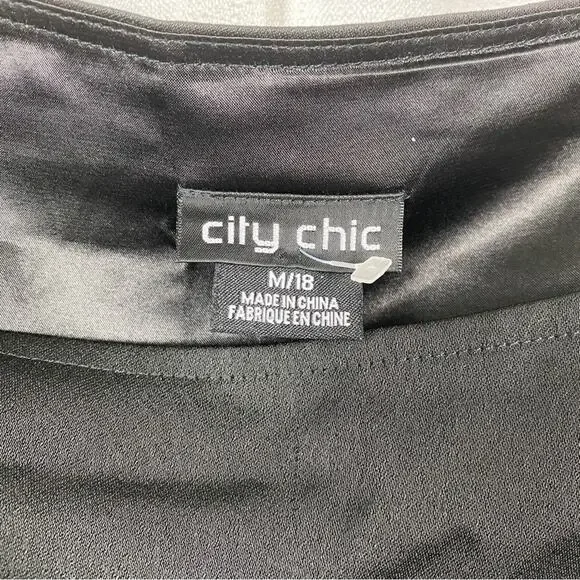 city chic
M/18
MADE IN CHINA
FABRIQUE EN CHINE